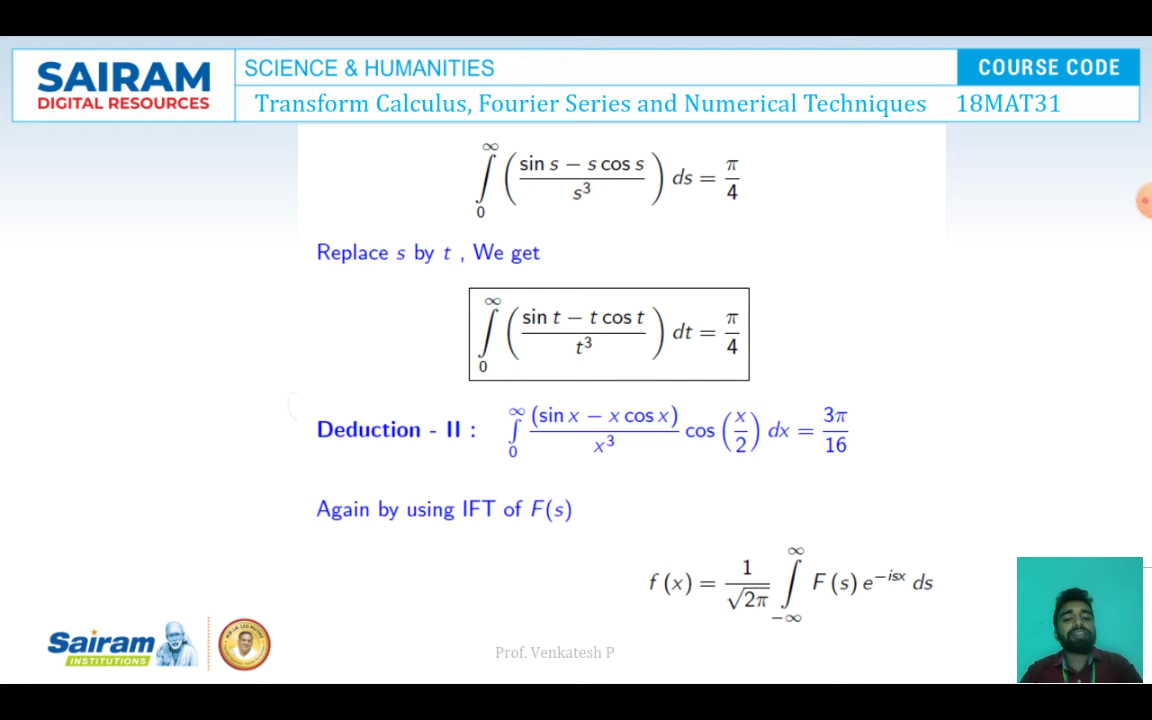 SAIRAM
DIGITAL RESOURCES
SCIENCE & HUMANITIES
COURSE CODE
Transform Calculus, Fourier Series and Numerical Techniques 18MAT31
∫₀^∞ ( (sin s − s cos s) / s³ ) ds = π/4
Replace s by t , We get
∫₀^∞ ( (sin t − t cos t) / t³ ) dt = π/4
Deduction - II : ∫₀^∞ (sin x − x cos x) / x³ cos (x/2) dx = 3π/16
Again by using IFT of F(s)
f (x) = 1/√2π ∫_{−∞}^{∞} F (s) e^{−isx} ds
Sairam
INSTITUTIONS
Prof. Venkatesh P